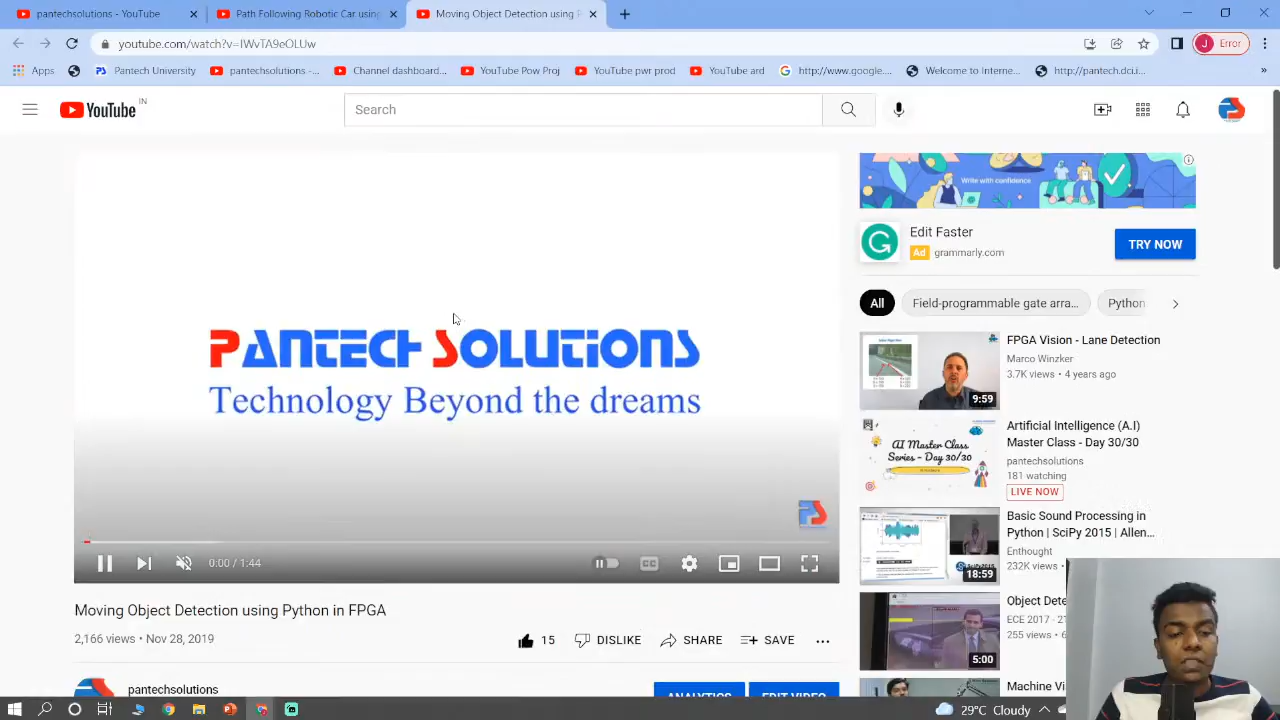 pantechsolutions - YouTube
Path Following Robotic Car using
Moving Object Detection using P
youtube.com/watch?v=IWvTA9eOLUw
Error
Apps
Pantech University
pantechsolutions -...
Channel dashboard...
YouTube Pow Proj
YouTube pwr prod
YouTube ard
http://www.google...
Welcome to Interne...
http://pantech.dci.i...
YouTube IN
Search
Write with confidence.
Edit Faster
Ad grammarly.com
TRY NOW
All
Field-programmable gate arra...
Python
PANTECH SOLUTIONS
Technology Beyond the dreams
0:00 / 1:44
Moving Object Detection using Python in FPGA
2,166 views • Nov 28, 2019
15
DISLIKE
SHARE
SAVE
pantechsolutions
ANALYTICS
EDIT VIDEO
FPGA Vision - Lane Detection
Marco Winzker
3.7K views • 4 years ago
9:59
AI Master Class
Series - Day 30/30
Artificial Intelligence (A.I)
Master Class - Day 30/30
pantechsolutions
181 watching
LIVE NOW
Basic Sound Processing in
Python | SciPy 2015 | Allen...
Enthought
232K views
18:59
Object Dete
ECE 2017
255 views
5:00
Machine Vi
29°C Cloudy